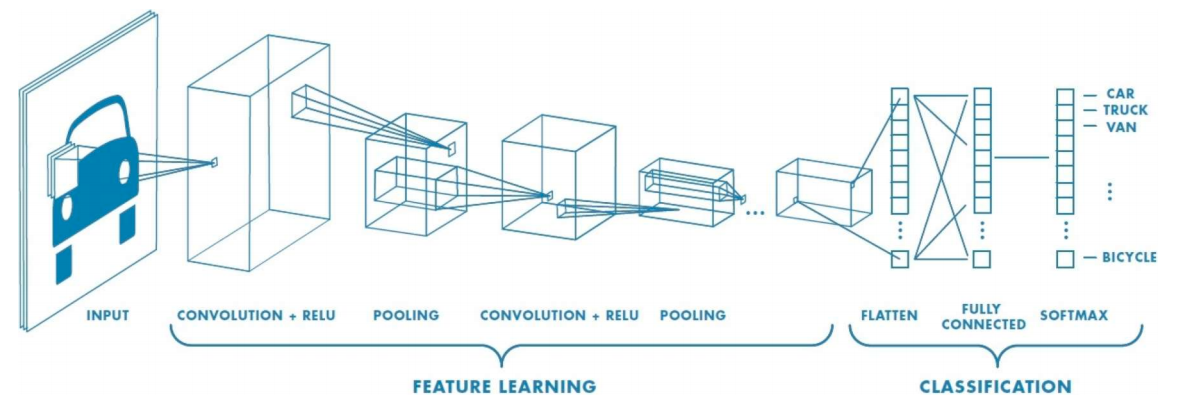 CAR
TRUCK
VAN
BICYCLE
INPUT
CONVOLUTION + RELU
POOLING
CONVOLUTION + RELU
POOLING
FLATTEN
FULLY
CONNECTED
SOFTMAX
FEATURE LEARNING
CLASSIFICATION